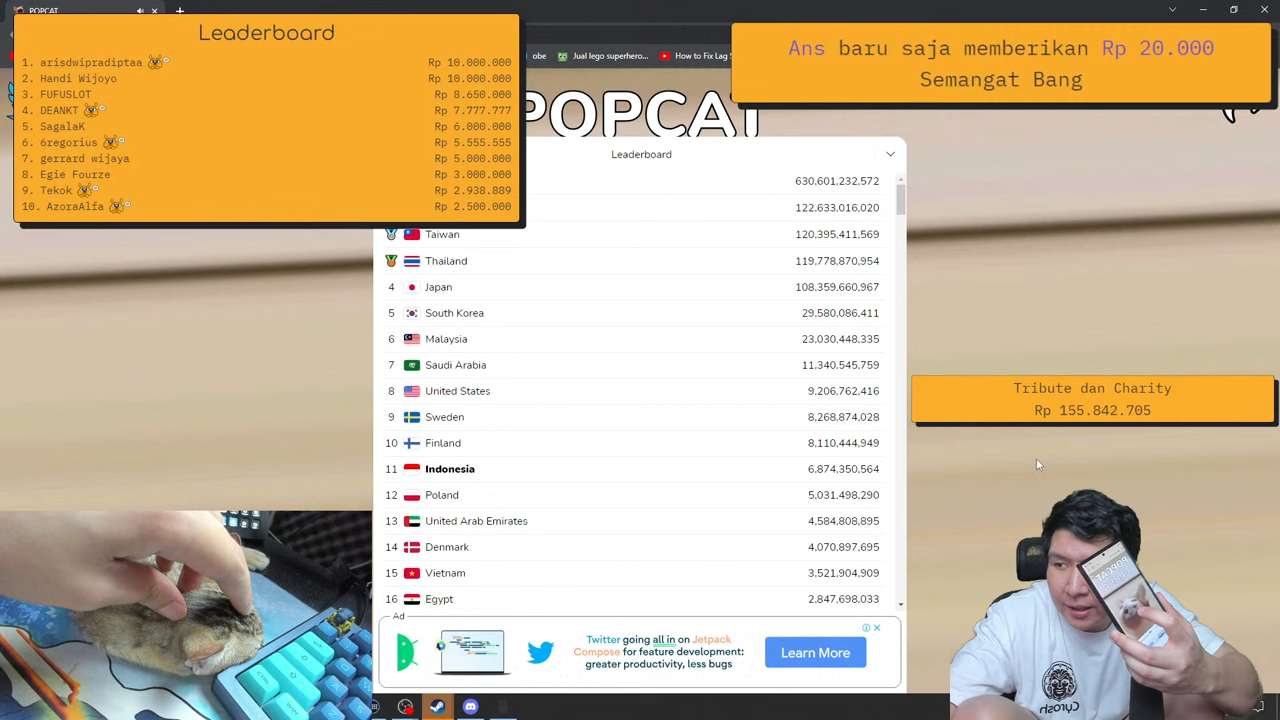 POPCAT
obe
Jual lego superhero...
How to Fix Lag S
Leaderboard
1. arisdwipradiptaa Rp 10.000.000
2. Handi Wijoyo Rp 10.000.000
3. FUFUSLOT Rp 8.650.000
4. DEANKT Rp 7.777.777
5. SagalaK Rp 6.000.000
6. 6regorius Rp 5.555.555
7. gerrard wijaya Rp 5.000.000
8. Egie Fourze Rp 3.000.000
9. Tekok Rp 2.938.889
10. AzoraAlfa Rp 2.500.000
Ans baru saja memberikan Rp 20.000
Semangat Bang
POPCAT
Leaderboard
630,601,232,572
122,633,016,020
Taiwan 120,395,411,569
Thailand 119,778,870,954
4 Japan 108,359,660,967
5 South Korea 29,580,086,411
6 Malaysia 23,030,448,335
7 Saudi Arabia 11,340,545,759
8 United States 9,206,762,416
9 Sweden 8,268,874,028
10 Finland 8,110,444,949
11 Indonesia 6,874,350,564
12 Poland 5,031,498,290
13 United Arab Emirates 4,584,808,895
14 Denmark 4,070,897,695
15 Vietnam 3,521,904,909
16 Egypt 2,847,698,033
Tribute dan Charity
Rp 155.842.705
Ad
Twitter going all in on Jetpack
Compose for feature development:
greater productivity, less bugs
Learn More
POPCAT
Cyrosh
WIN